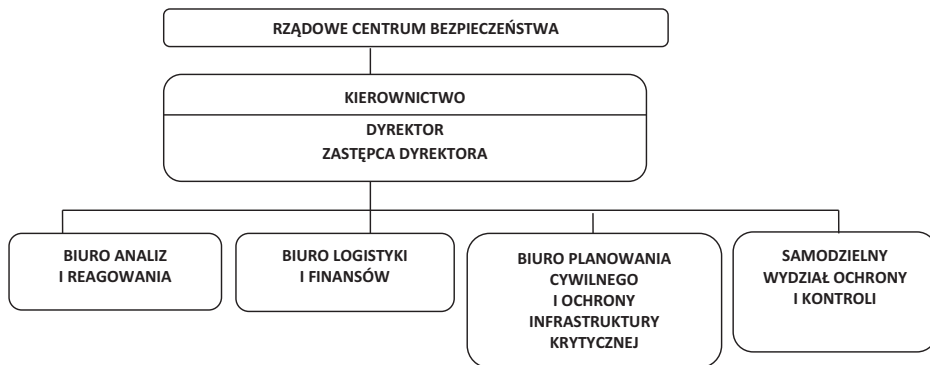 RZĄDOWE CENTRUM BEZPIECZEŃSTWA
KIEROWNICTWO
DYREKTOR
ZASTĘPCA DYREKTORA
BIURO ANALIZ
I REAGOWANIA
BIURO LOGISTYKI
I FINANSÓW
BIURO PLANOWANIA
CYWILNEGO
I OCHRONY
INFRASTRUKTURY
KRYTYCZNEJ
SAMODZIELNY
WYDZIAŁ OCHRONY
I KONTROLI